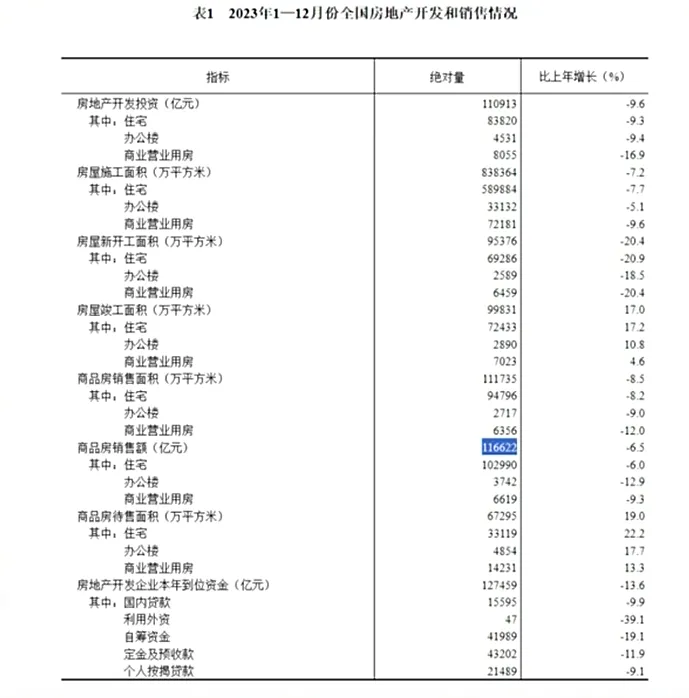 表1 2023年1—12月份全国房地产开发和销售情况
指标 绝对量 比上年增长（%）
房地产开发投资（亿元） 110913 -9.6
其中：住宅 83820 -9.3
办公楼 4531 -9.4
商业营业用房 8055 -16.9
房屋施工面积（万平方米） 838364 -7.2
其中：住宅 589884 -7.7
办公楼 33132 -5.1
商业营业用房 72181 -9.6
房屋新开工面积（万平方米） 95376 -20.4
其中：住宅 69286 -20.9
办公楼 2589 -18.5
商业营业用房 6459 -20.4
房屋竣工面积（万平方米） 99831 17.0
其中：住宅 72433 17.2
办公楼 2890 10.8
商业营业用房 7023 4.6
商品房销售面积（万平方米） 111735 -8.5
其中：住宅 94796 -8.2
办公楼 2717 -9.0
商业营业用房 6356 -12.0
商品房销售额（亿元） 116622 -6.5
其中：住宅 102990 -6.0
办公楼 3742 -12.9
商业营业用房 6619 -9.3
商品房待售面积（万平方米） 67295 19.0
其中：住宅 33119 22.2
办公楼 4854 17.7
商业营业用房 14231 13.3
房地产开发企业本年到位资金（亿元） 127459 -13.6
其中：国内贷款 15595 -9.9
利用外资 47 -39.1
自筹资金 41989 -19.1
定金及预收款 43202 -11.9
个人按揭贷款 21489 -9.1